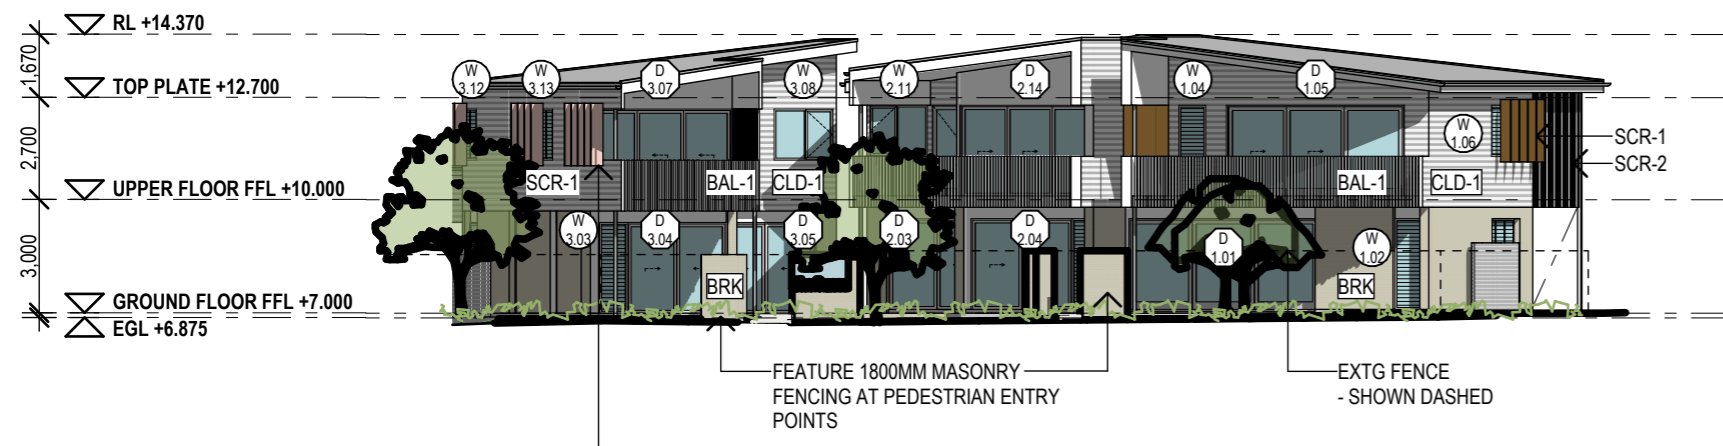 RL +14.370
1.670
TOP PLATE +12.700
2.700
UPPER FLOOR FFL +10.000
3.000
GROUND FLOOR FFL +7.000
EGL +6.875
W
3.12
W
3.13
D
3.07
W
3.08
W
2.11
D
2.14
W
1.04
D
1.05
W
1.06
SCR-1
SCR-2
SCR-1
BAL-1
CLD-1
BAL-1
CLD-1
W
3.03
D
3.04
D
3.05
D
2.03
D
2.04
D
1.01
W
1.02
BRK
BRK
FEATURE 1800MM MASONRY
FENCING AT PEDESTRIAN ENTRY
POINTS
EXTG FENCE
- SHOWN DASHED